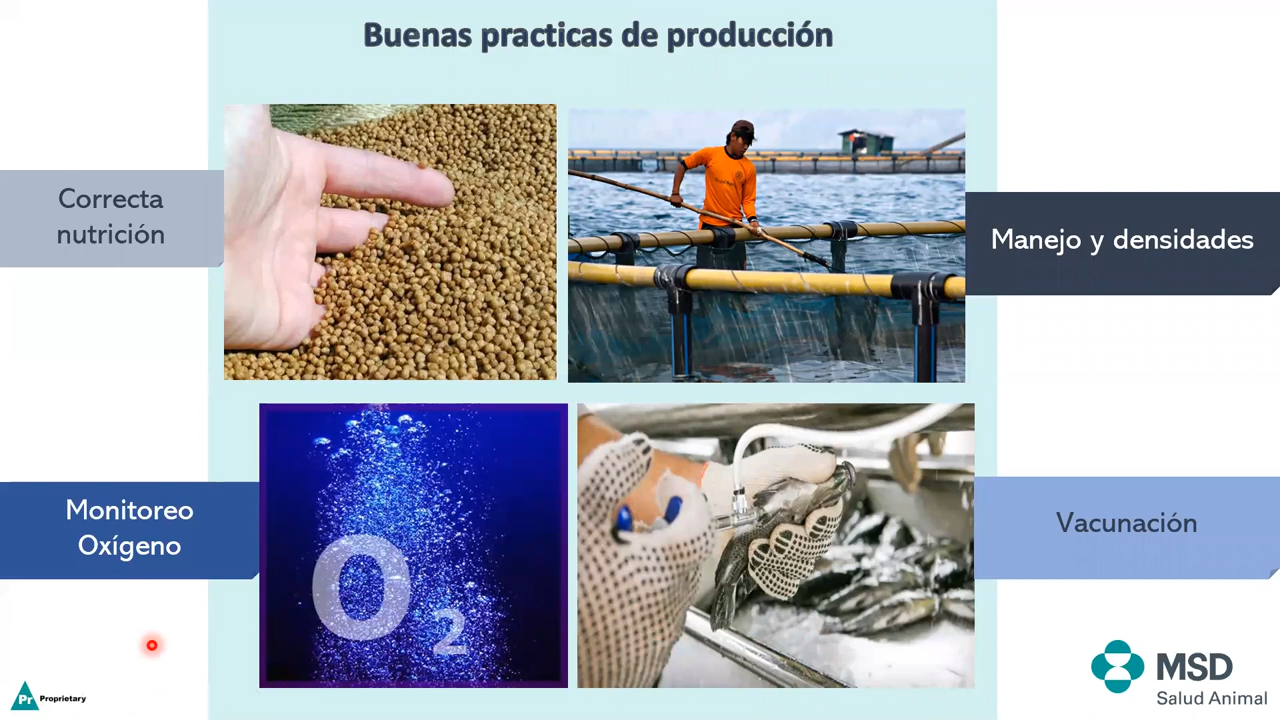 Buenas practicas de producción
Correcta
nutrición
Manejo y densidades
Monitoreo
Oxígeno
O2
Vacunación
Pr Proprietary
MSD
Salud Animal